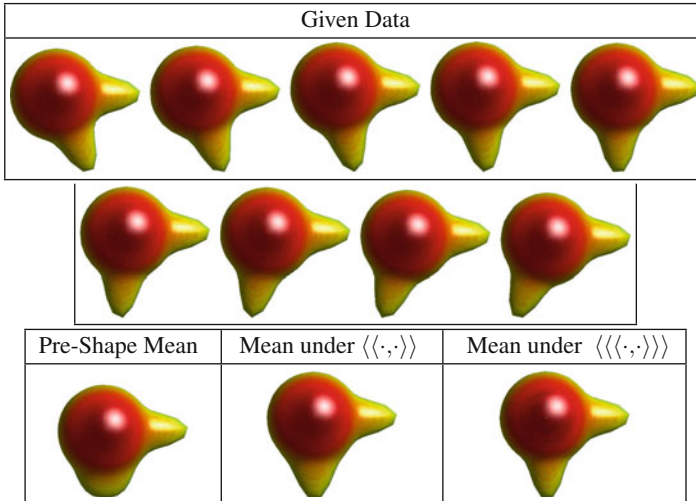 Given Data
Pre-Shape Mean
Mean under ⟨⟨·,·⟩⟩
Mean under ⟨⟨⟨·,·⟩⟩⟩